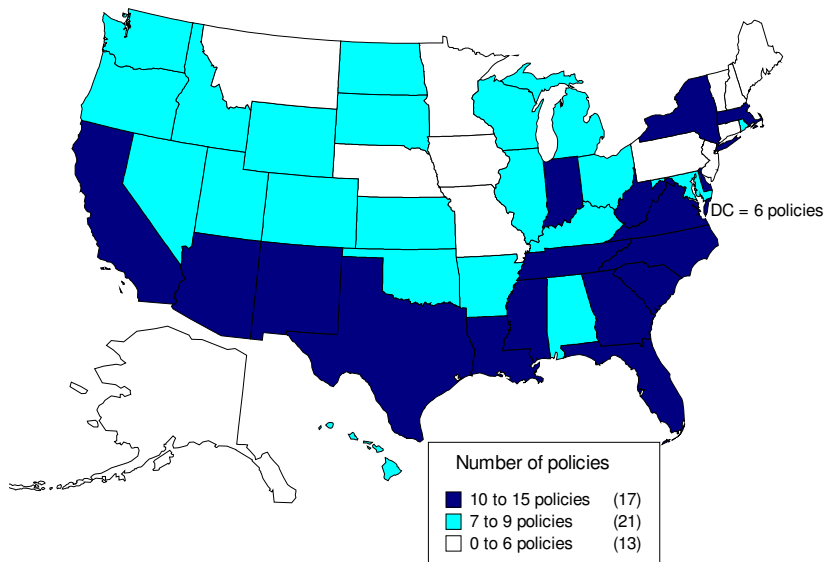 DC = 6 policies
Number of policies
10 to 15 policies (17)
7 to 9 policies (21)
0 to 6 policies (13)